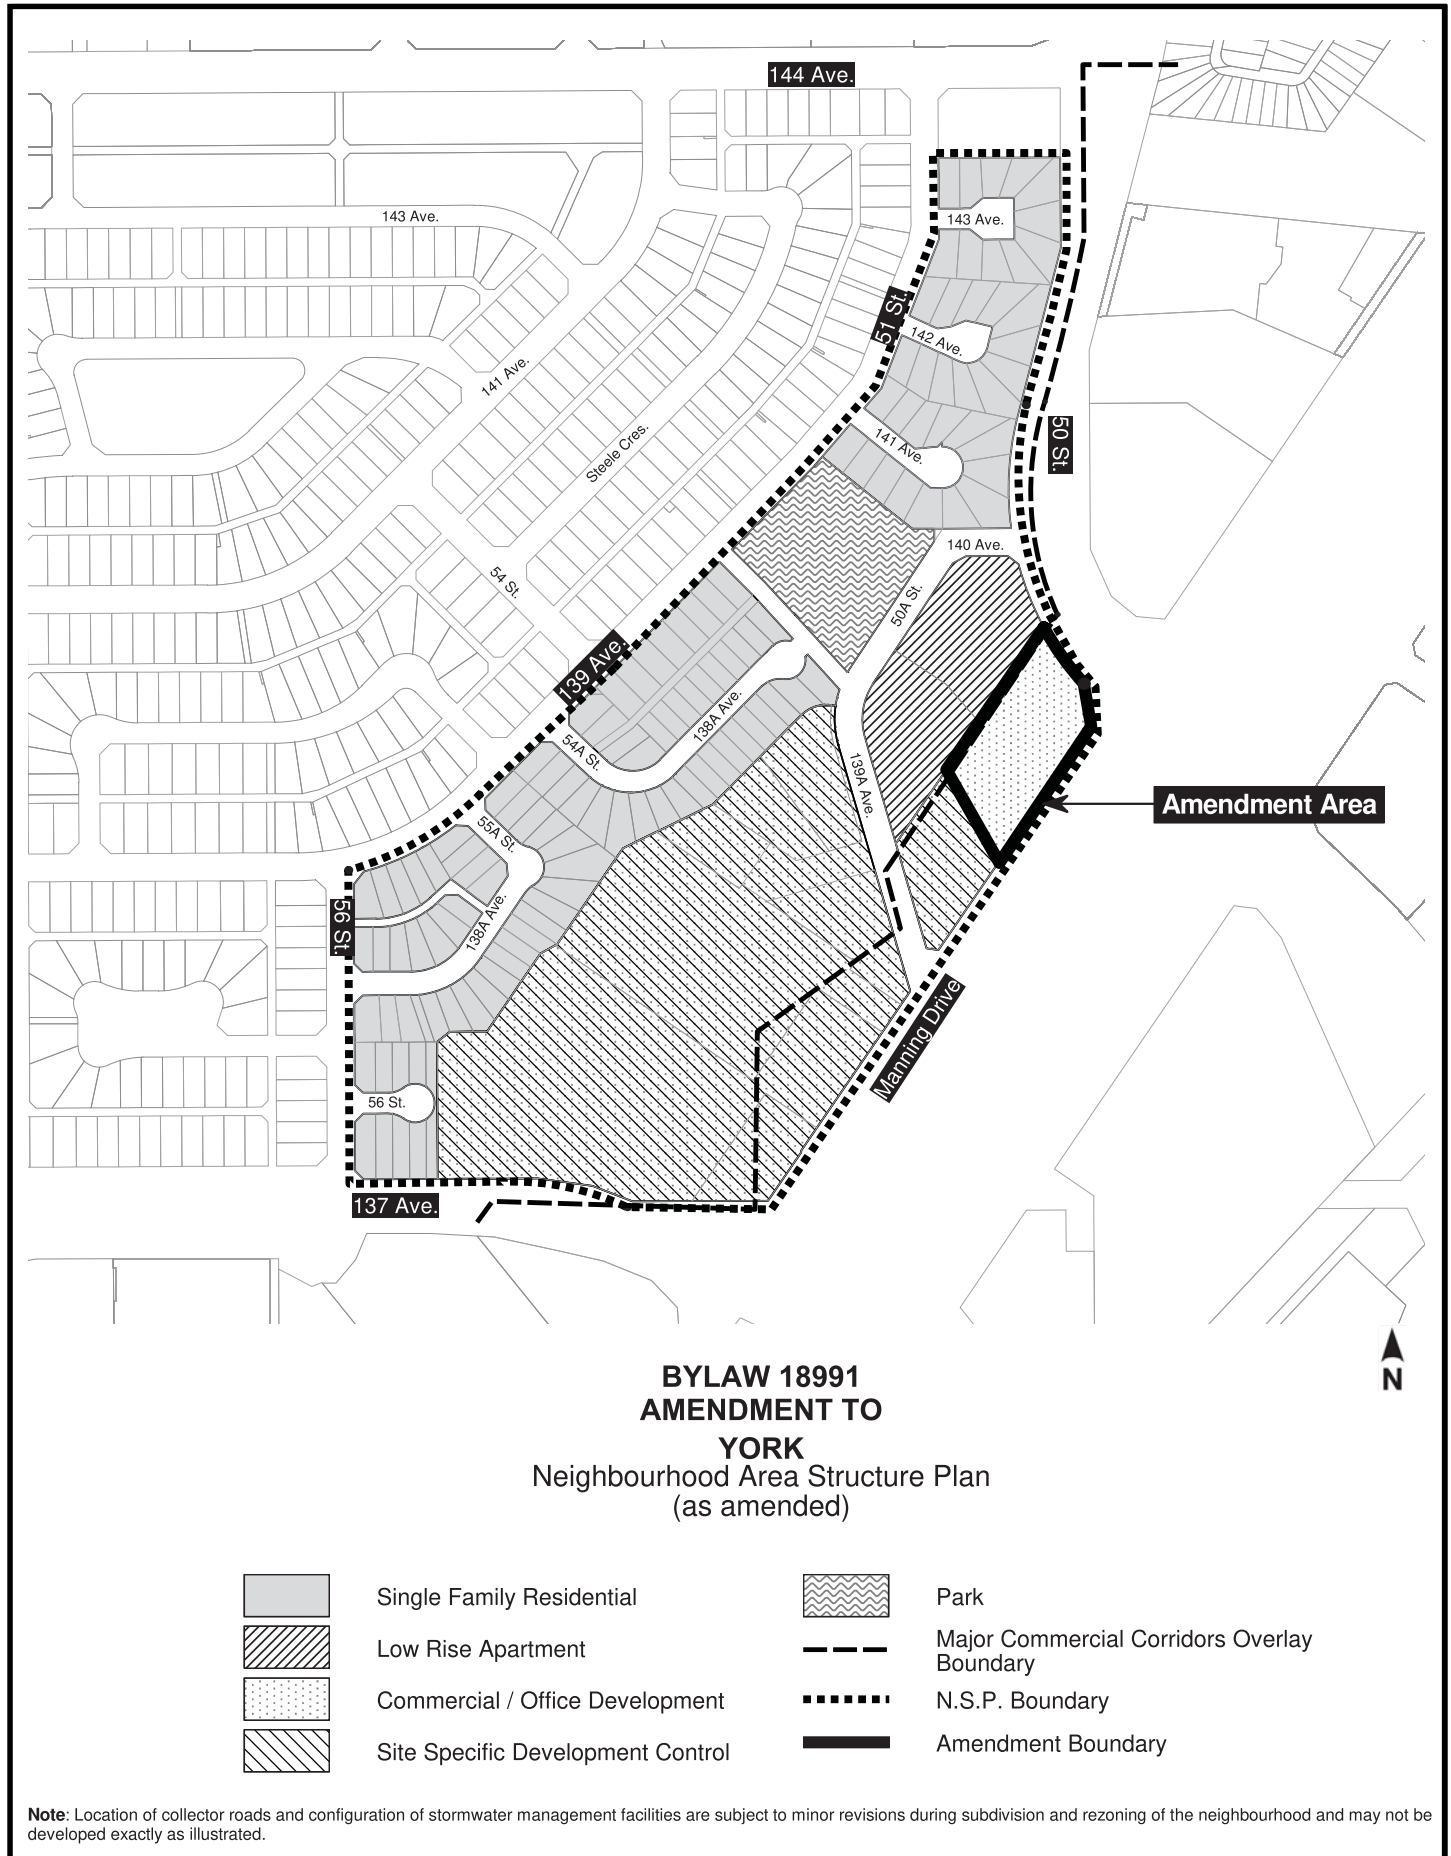 144 Ave.
143 Ave.
143 Ave.
51 St.
142 Ave.
141 Ave.
50 St.
Steele Cres.
141 Ave.
140 Ave.
54 St.
50A St.
139 Ave.
138A Ave.
54A St.
139A Ave.
Amendment Area
55A St.
56 St.
138A Ave.
Manning Drive
56 St.
137 Ave.
N
BYLAW 18991
AMENDMENT TO
YORK
Neighbourhood Area Structure Plan
(as amended)
Single Family Residential
Low Rise Apartment
Commercial / Office Development
Site Specific Development Control
Park
Major Commercial Corridors Overlay
Boundary
N.S.P. Boundary
Amendment Boundary
Note: Location of collector roads and configuration of stormwater management facilities are subject to minor revisions during subdivision and rezoning of the neighbourhood and may not be
developed exactly as illustrated.